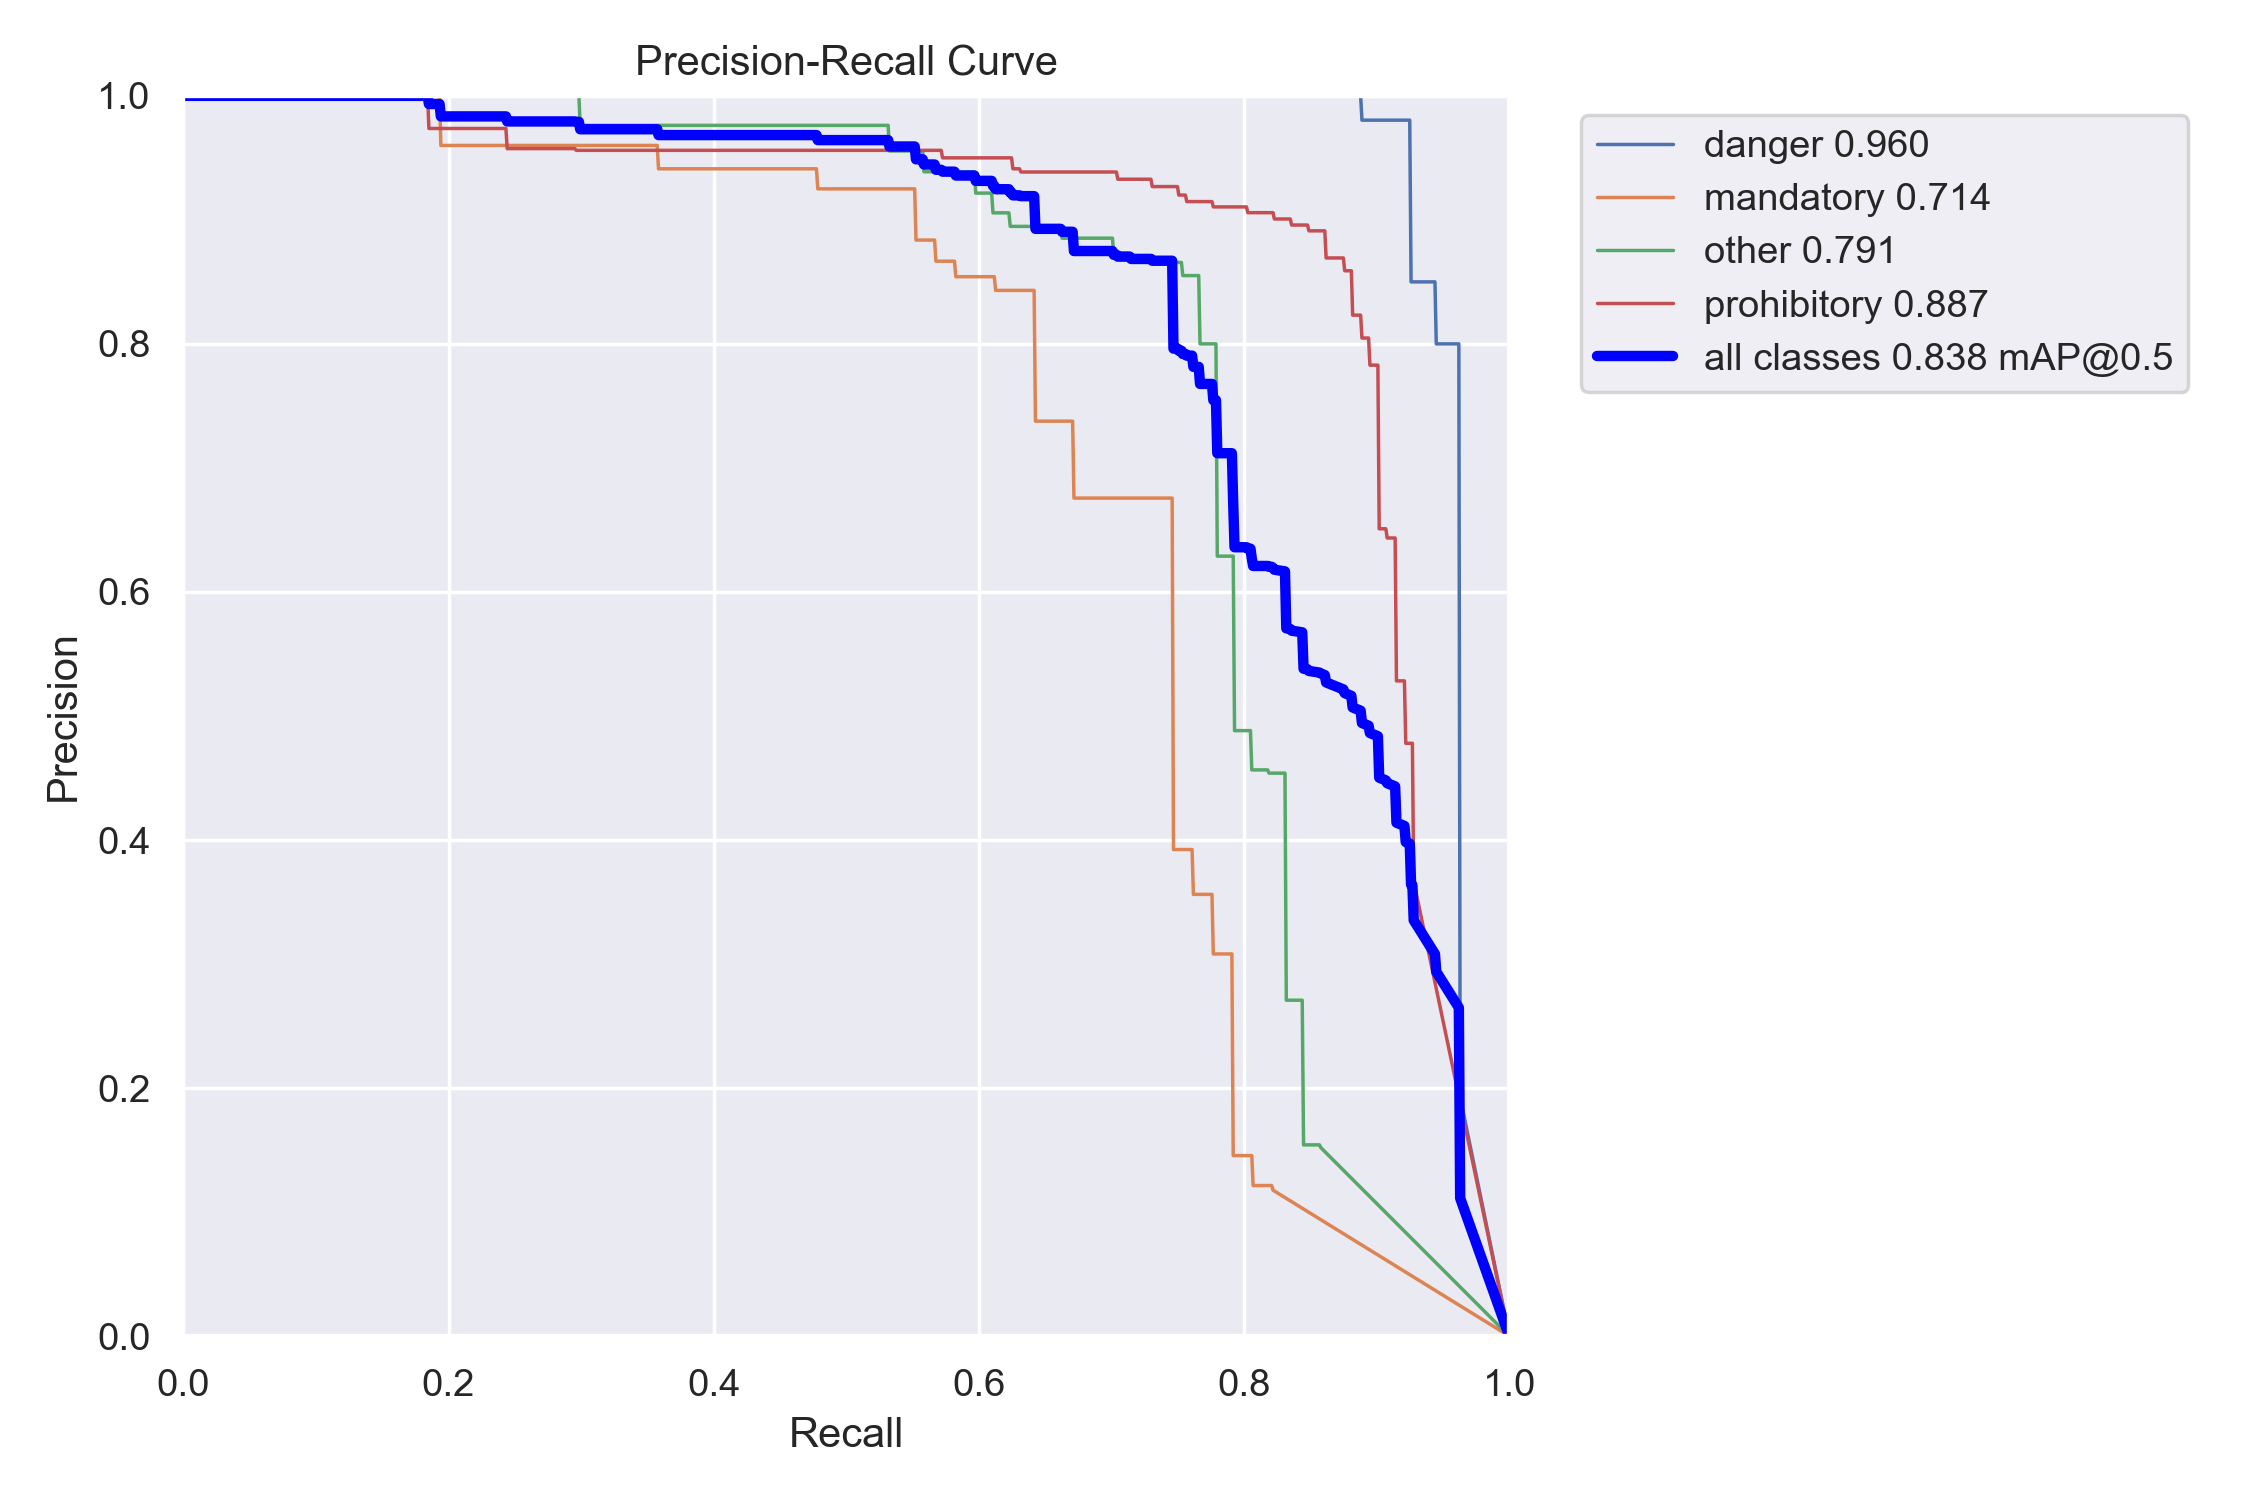 Precision-Recall Curve
1.0
0.8
0.6
0.4
0.2
0.0
Precision
0.0 0.2 0.4 0.6 0.8 1.0
Recall
danger 0.960
mandatory 0.714
other 0.791
prohibitory 0.887
all classes 0.838 mAP@0.5